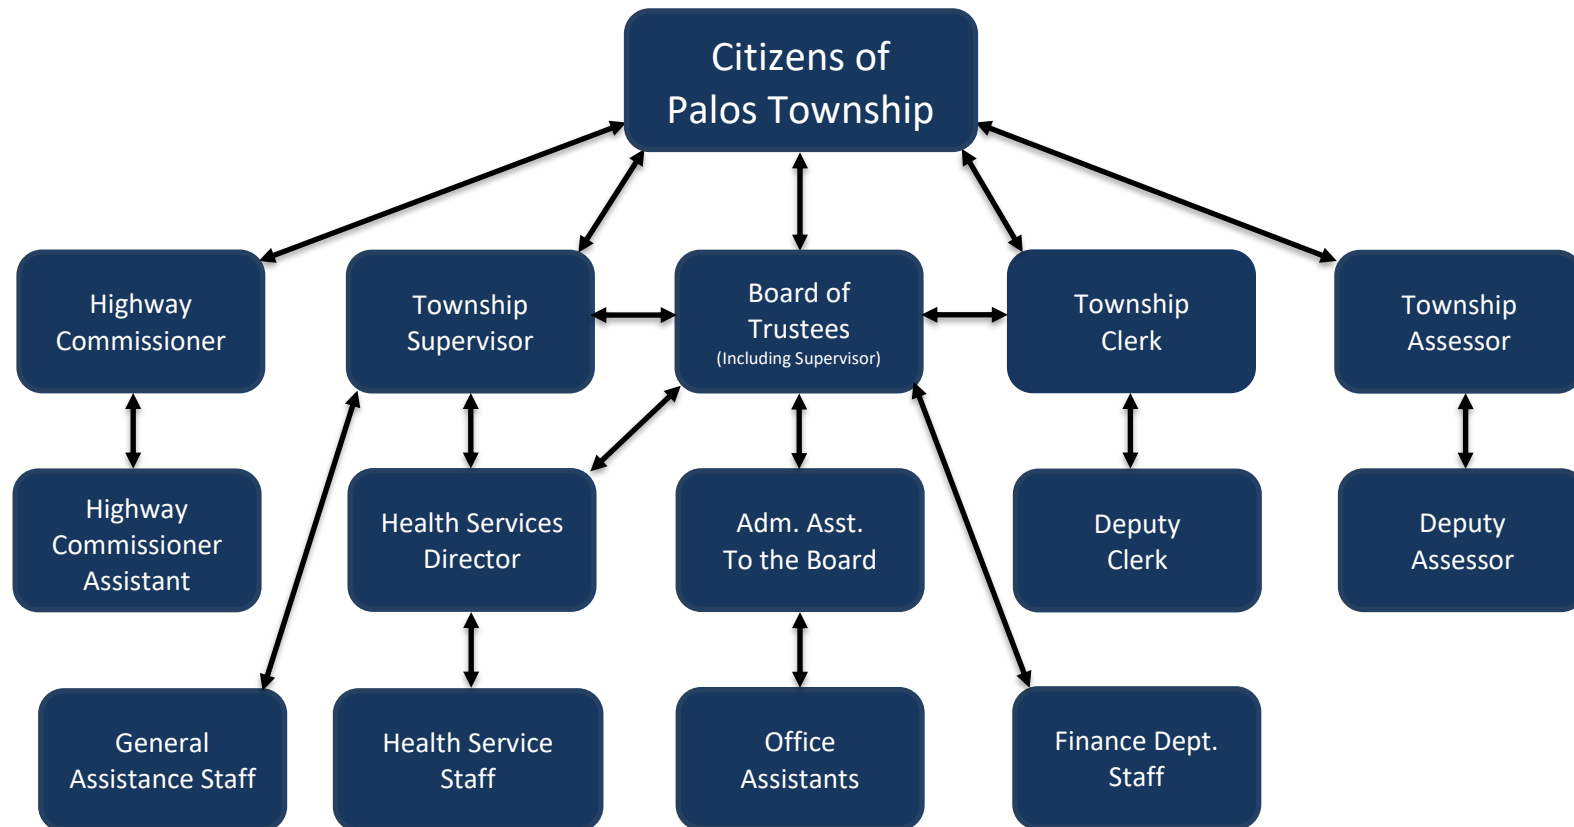 Citizens of
Palos Township
Highway
Commissioner
Township
Supervisor
Board of
Trustees
(Including Supervisor)
Township
Clerk
Township
Assessor
Highway
Commissioner
Assistant
Health Services
Director
Adm. Asst.
To the Board
Deputy
Clerk
Deputy
Assessor
General
Assistance Staff
Health Service
Staff
Office
Assistants
Finance Dept.
Staff